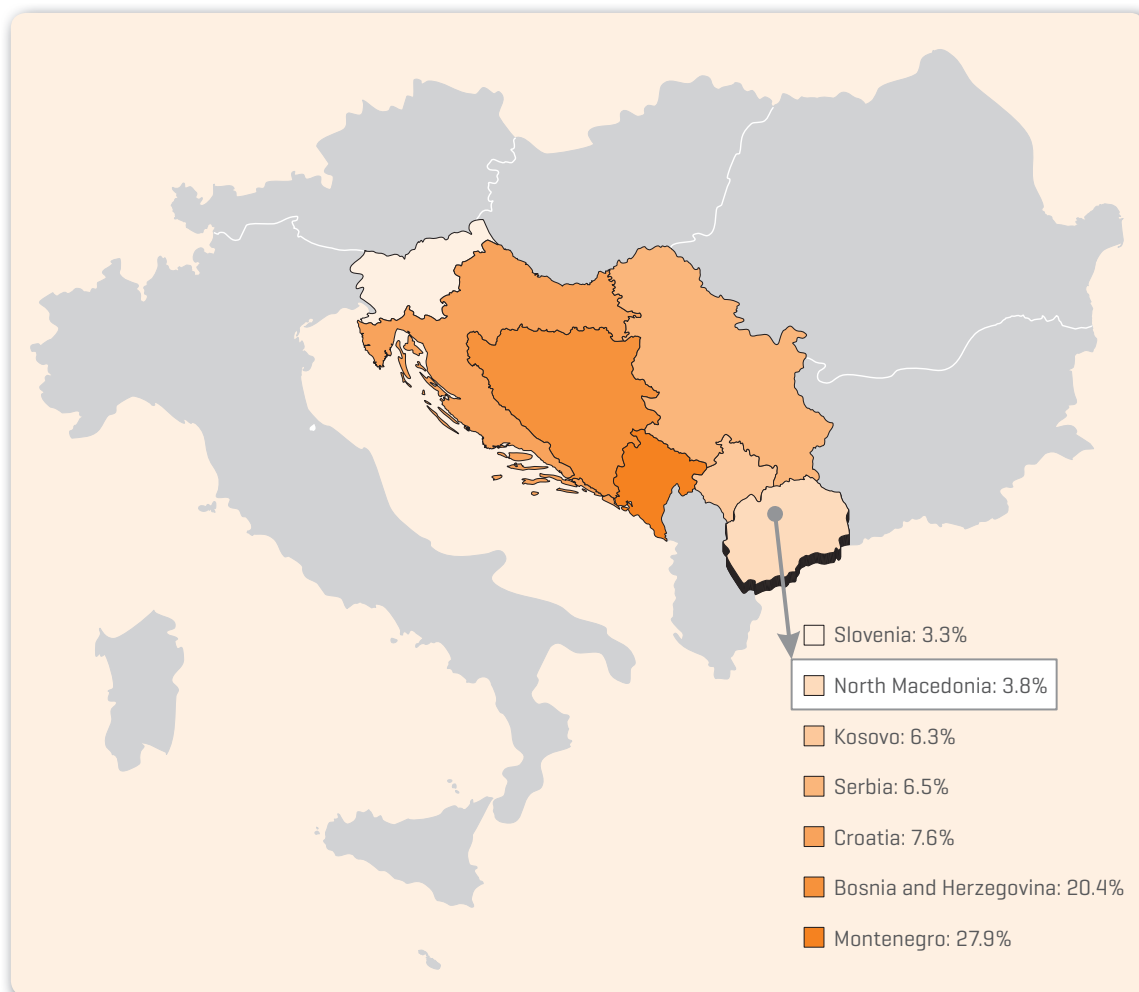 Slovenia: 3.3%
North Macedonia: 3.8%
Kosovo: 6.3%
Serbia: 6.5%
Croatia: 7.6%
Bosnia and Herzegovina: 20.4%
Montenegro: 27.9%